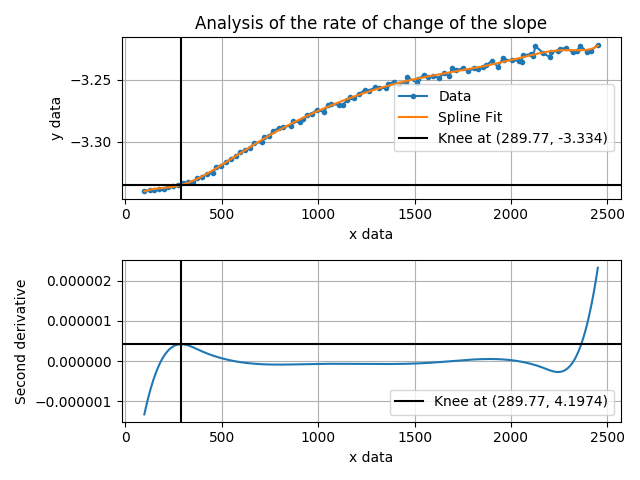 Analysis of the rate of change of the slope
y data
−3.25
−3.30
Data
Spline Fit
Knee at (289.77, -3.334)
0
500
1000
1500
2000
2500
x data
Second derivative
0.000002
0.000001
0.000000
−0.000001
Knee at (289.77, 4.1974)
0
500
1000
1500
2000
2500
x data